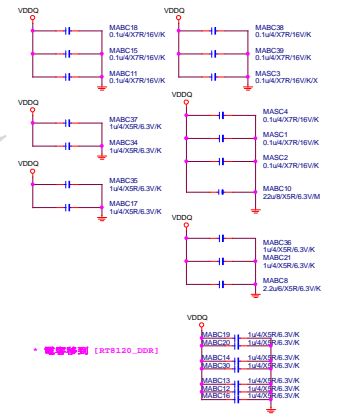 VDDQ
MABC18
0.1u/4/X7R/16V/K
MABC15
0.1u/4/X7R/16V/K
MABC11
0.1u/4/X7R/16V/K
VDDQ
MABC38
0.1u/4/X7R/16V/K
MABC39
0.1u/4/X7R/16V/K
MASC3
0.1u/4/X7R/16V/K/X
VDDQ
MABC37
1u/4/X5R/6.3V/K
MABC34
1u/4/X5R/6.3V/K
VDDQ
MASC4
0.1u/4/X7R/16V/K
MASC1
0.1u/4/X7R/16V/K
MASC2
0.1u/4/X7R/16V/K
MABC10
22u/8/X5R/6.3V/M
VDDQ
MABC35
1u/4/X5R/6.3V/K
MABC17
1u/4/X5R/6.3V/K
VDDQ
MABC36
1u/4/X5R/6.3V/K
MABC21
1u/4/X5R/6.3V/K
MABC8
2.2u/6/X5R/6.3V/K
VDDQ
MABC19 1u/4/X5R/6.3V/K
MABC20 1u/4/X5R/6.3V/K
MABC14 1u/4/X5R/6.3V/K
MABC30 1u/4/X5R/6.3V/K
MABC13 1u/4/X5R/6.3V/K
MABC12 1u/4/X5R/6.3V/K
MABC16 1u/4/X5R/6.3V/K
* 電容移到 [RT8120_DDR]